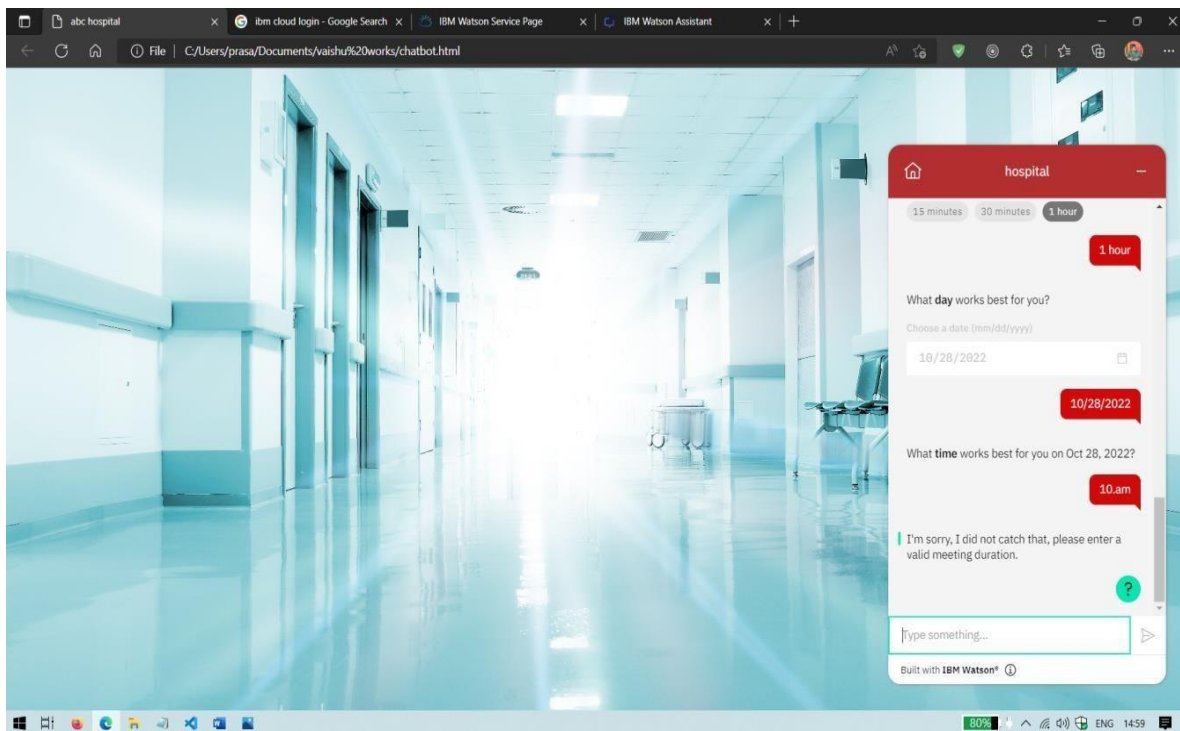 abc hospital
ibm cloud login - Google Search
IBM Watson Service Page
IBM Watson Assistant
File | C:/Users/prasa/Documents/vaishu%20works/chatbot.html
hospital
15 minutes 30 minutes 1 hour
1 hour
What day works best for you?
Choose a date (mm/dd/yyyy)
10/28/2022
10/28/2022
What time works best for you on Oct 28, 2022?
10.am
I'm sorry, I did not catch that, please enter a
valid meeting duration.
?
Type something...
Built with IBM Watson®
80% ENG 14:59